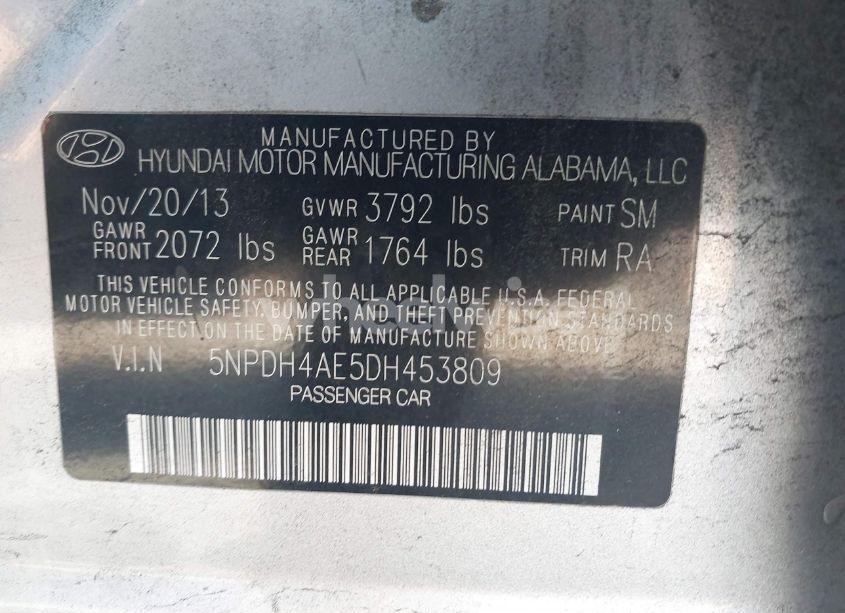 MANUFACTURED BY
HYUNDAI MOTOR MANUFACTURING ALABAMA, LLC
Nov/20/13 GVWR 3792 lbs PAINT SM
GAWR FRONT 2072 lbs GAWR REAR 1764 lbs TRIM RA
THIS VEHICLE CONFORMS TO ALL APPLICABLE U.S.A. FEDERAL
MOTOR VEHICLE SAFETY, BUMPER, AND THEFT PREVENTION STANDARDS
IN EFFECT ON THE DATE OF MANUFACTURE SHOWN ABOVE.
V.I.N 5NPDH4AE5DH453809
PASSENGER CAR